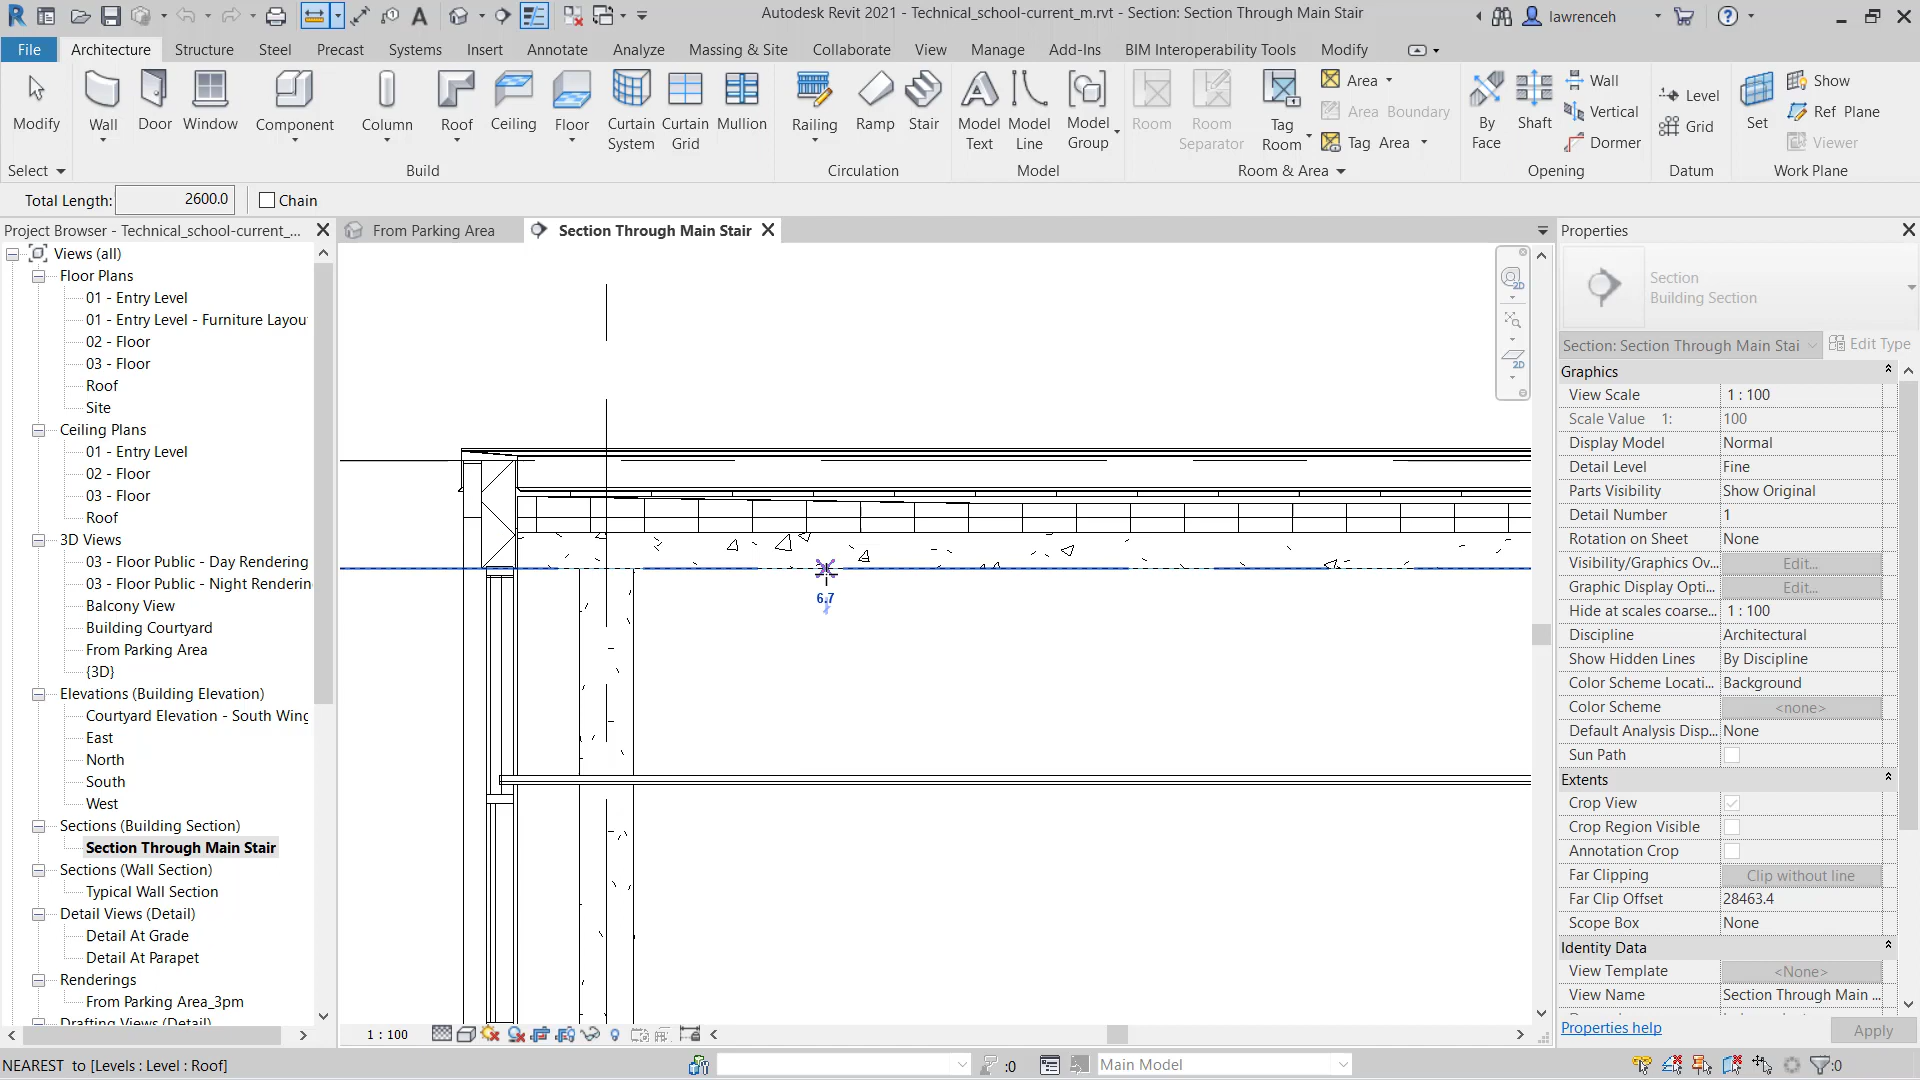 Autodesk Revit 2021 - Technical_school-current_m.rvt - Section: Section Through Main Stair
lawrenceh
File
Architecture
Structure
Steel
Precast
Systems
Insert
Annotate
Analyze
Massing & Site
Collaborate
View
Manage
Add-Ins
BIM Interoperability Tools
Modify
Modify
Wall
Door
Window
Component
Column
Roof
Ceiling
Floor
Curtain System
Curtain Grid
Mullion
Railing
Ramp
Stair
Model Text
Model Line
Model Group
Room
Room Separator
Tag Room
Area
Area Boundary
Tag Area
By Face
Shaft
Wall
Vertical
Dormer
Level
Grid
Set
Show
Ref Plane
Viewer
Select
Build
Circulation
Model
Room & Area
Opening
Datum
Work Plane
Total Length: 2600.0
Chain
Project Browser - Technical_school-current_...
Views (all)
Floor Plans
01 - Entry Level
01 - Entry Level - Furniture Layou
02 - Floor
03 - Floor
Roof
Site
Ceiling Plans
01 - Entry Level
02 - Floor
03 - Floor
Roof
3D Views
03 - Floor Public - Day Rendering
03 - Floor Public - Night Renderin
Balcony View
Building Courtyard
From Parking Area
{3D}
Elevations (Building Elevation)
Courtyard Elevation - South Wing
East
North
South
West
Sections (Building Section)
Section Through Main Stair
Sections (Wall Section)
Typical Wall Section
Detail Views (Detail)
Detail At Grade
Detail At Parapet
Renderings
From Parking Area_3pm
Drafting Views (Detail)
From Parking Area
Section Through Main Stair
2D
2D
6.7
1 : 100
Properties
Section
Building Section
Section: Section Through Main Stai
Edit Type
Graphics
View Scale 1 : 100
Scale Value 1: 100
Display Model Normal
Detail Level Fine
Parts Visibility Show Original
Detail Number 1
Rotation on Sheet None
Visibility/Graphics Ov... Edit...
Graphic Display Opti... Edit...
Hide at scales coarse... 1 : 100
Discipline Architectural
Show Hidden Lines By Discipline
Color Scheme Locati... Background
Color Scheme <none>
Default Analysis Disp... None
Sun Path
Extents
Crop View
Crop Region Visible
Annotation Crop
Far Clipping Clip without line
Far Clip Offset 28463.4
Scope Box None
Identity Data
View Template <None>
View Name Section Through Main ...
Properties help
Apply
NEAREST to [Levels : Level : Roof]
:0
Main Model
:0